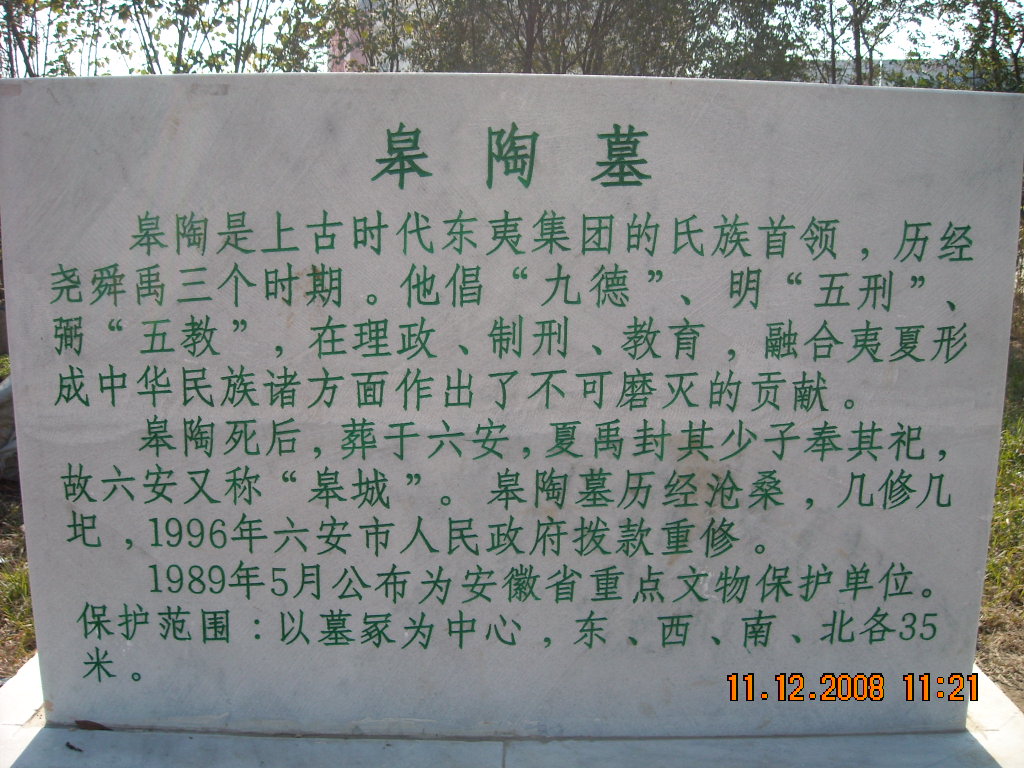 皋陶墓
皋陶是上古时代东夷集团的氏族首领，历经
尧舜禹三个时期。他倡“九德”、明“五刑”、
弼“五教”，在理政、制刑、教育，融合夷夏形
成中华民族诸方面作出了不可磨灭的贡献。
皋陶死后，葬于六安，夏禹封其少子奉其祀，
故六安又称“皋城”。皋陶墓历经沧桑，几修几
圮，1996年六安市人民政府拨款重修。
1989年5月公布为安徽省重点文物保护单位。
保护范围：以墓冢为中心，东、西、南、北各35
米。
11.12.2008 11:21